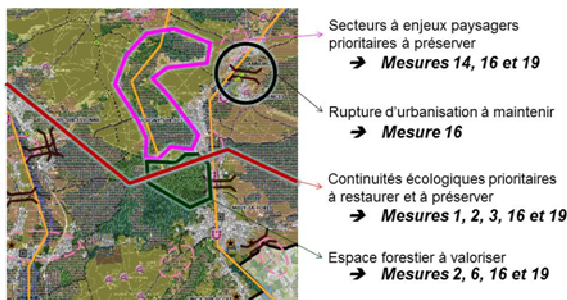 Secteurs à enjeux paysagers
prioritaires à préserver
➔ Mesures 14, 16 et 19
Rupture d'urbanisation à maintenir
➔ Mesure 16
Continuités écologiques prioritaires
à restaurer et à préserver
➔ Mesures 1, 2, 3, 16 et 19
Espace forestier à valoriser
➔ Mesures 2, 6, 16 et 19